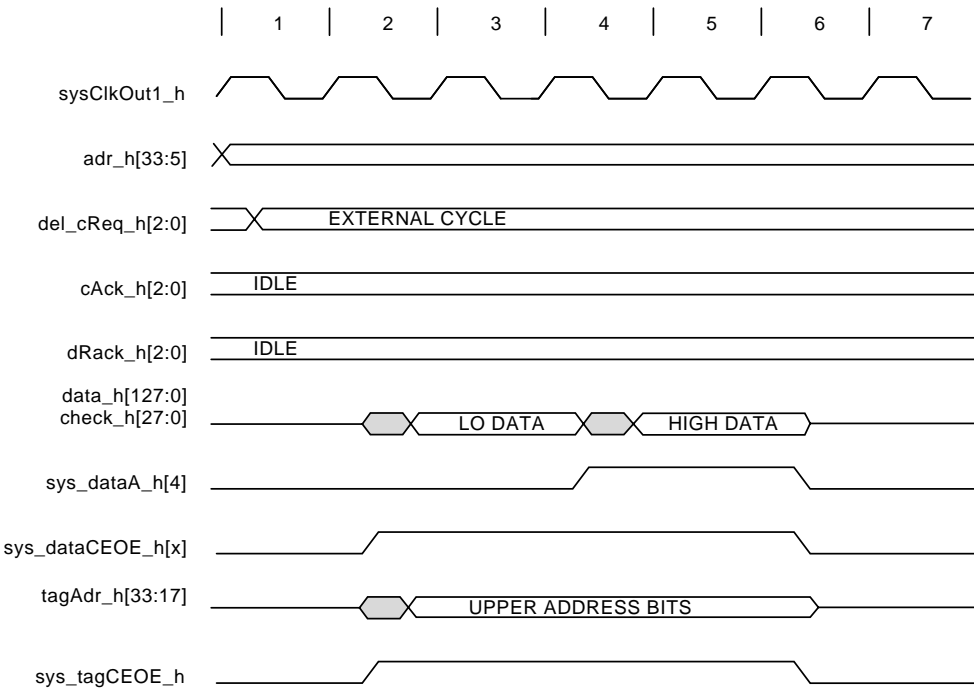 1 2 3 4 5 6 7
sysClkOut1_h
adr_h[33:5]
del_cReq_h[2:0] EXTERNAL CYCLE
cAck_h[2:0] IDLE
dRack_h[2:0] IDLE
data_h[127:0]
check_h[27:0] LO DATA HIGH DATA
sys_dataA_h[4]
sys_dataCEOE_h[x]
tagAdr_h[33:17] UPPER ADDRESS BITS
sys_tagCEOE_h